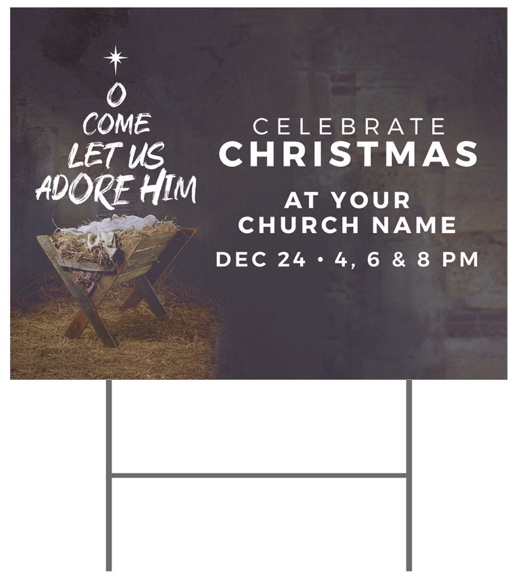 O
COME
LET US
ADORE HIM
CELEBRATE
CHRISTMAS
AT YOUR
CHURCH NAME
DEC 24 • 4, 6 & 8 PM